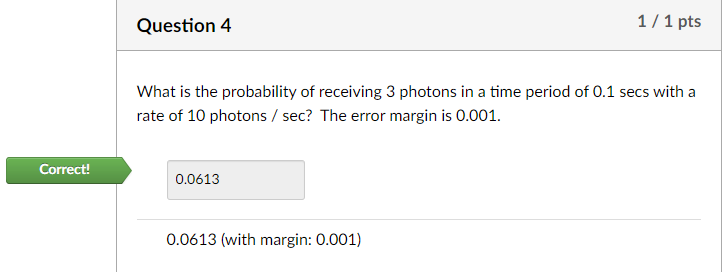 Question 4
1 / 1 pts
What is the probability of receiving 3 photons in a time period of 0.1 secs with a
rate of 10 photons / sec? The error margin is 0.001.
Correct!
0.0613
0.0613 (with margin: 0.001)